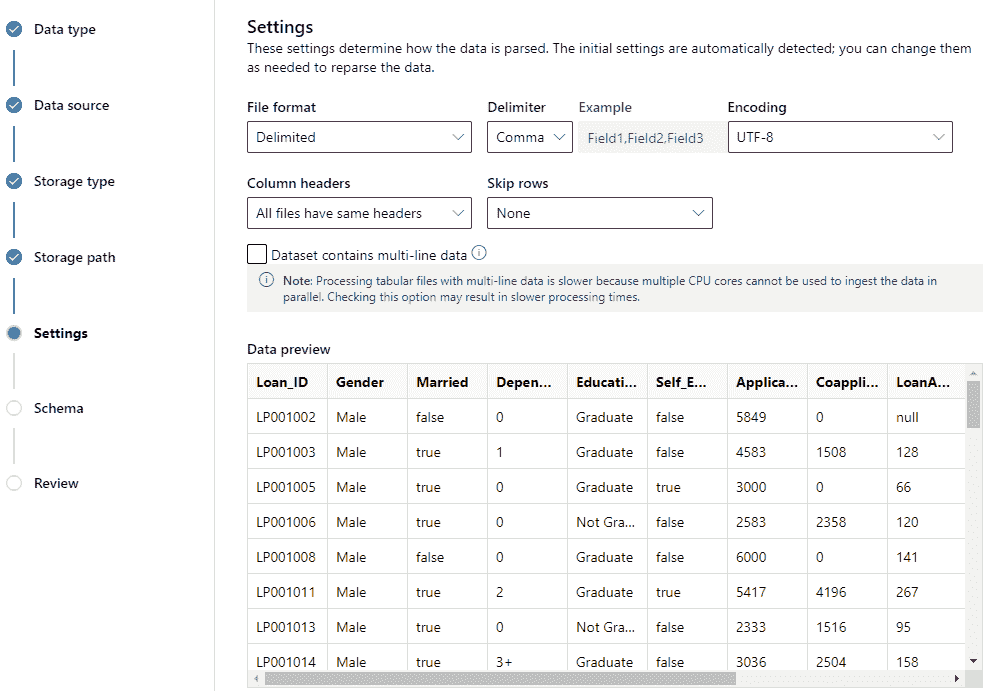 Data type
Data source
Storage type
Storage path
Settings
Schema
Review
Settings
These settings determine how the data is parsed. The initial settings are automatically detected; you can change them
as needed to reparse the data.
File format Delimiter Example Encoding
Delimited Comma Field1,Field2,Field3 UTF-8
Column headers Skip rows
All files have same headers None
Dataset contains multi-line data
Note: Processing tabular files with multi-line data is slower because multiple CPU cores cannot be used to ingest the data in
parallel. Checking this option may result in slower processing times.
Data preview
Loan_ID Gender Married Depen... Educati... Self_E... Applica... Coappli... LoanA...
LP001002 Male false 0 Graduate false 5849 0 null
LP001003 Male true 1 Graduate false 4583 1508 128
LP001005 Male true 0 Graduate true 3000 0 66
LP001006 Male true 0 Not Gra... false 2583 2358 120
LP001008 Male false 0 Graduate false 6000 0 141
LP001011 Male true 2 Graduate true 5417 4196 267
LP001013 Male true 0 Not Gra... false 2333 1516 95
LP001014 Male true 3+ Graduate false 3036 2504 158